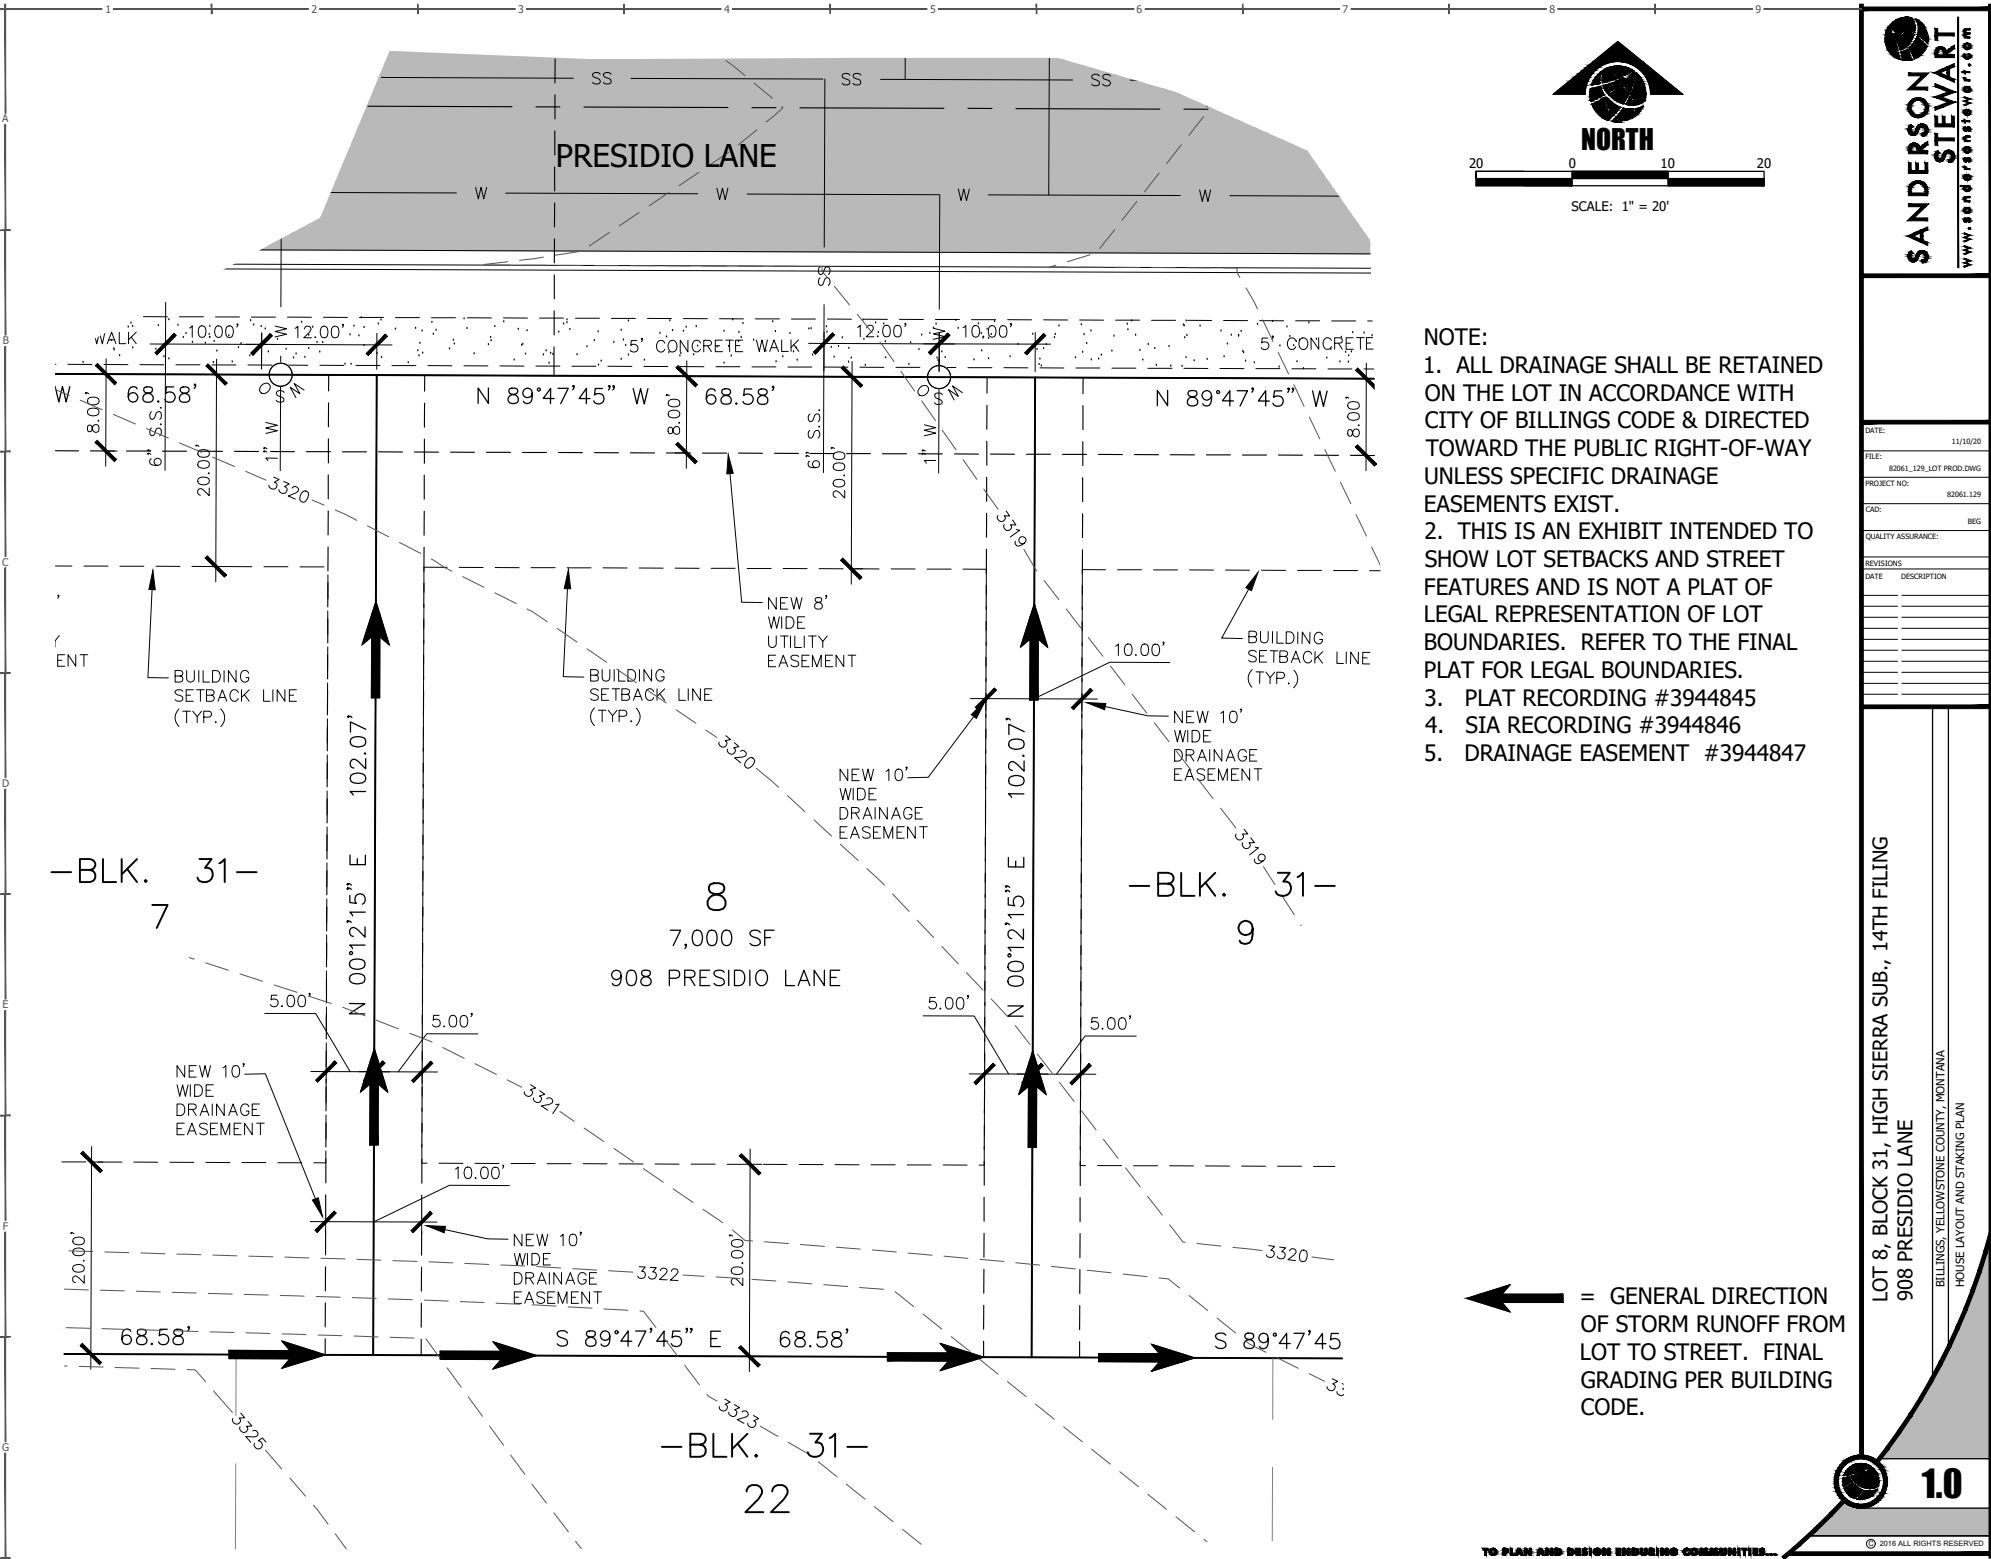 1 2 3 4 5 6 7 8 9
A
B
C
D
E
F
G
SS SS SS
PRESIDIO LANE
W W W W
SS
WALK 10.00' W 12.00' 5' CONCRETE WALK 12.00' W 10.00' 5' CONCRETE
WSO WSO
W 68.58' N 89°47'45" W 68.58' N 89°47'45" W
8.00' 6" S.S. 20.00' 1" W 8.00' 6" S.S. 20.00' 1" W 8.00'
3320
3319
NEW 8'
WIDE
UTILITY
EASEMENT
'
Y
ENT
BUILDING
SETBACK LINE
(TYP.)
BUILDING
SETBACK LINE
(TYP.)
BUILDING
SETBACK LINE
(TYP.)
10.00'
NEW 10'
WIDE
DRAINAGE
EASEMENT
NEW 10'
WIDE
DRAINAGE
EASEMENT
3320
3319
N 00°12'15" E 102.07'
N 00°12'15" E 102.07'
-BLK. 31-
7
8
7,000 SF
908 PRESIDIO LANE
-BLK. 31-
9
5.00' 5.00'
5.00' 5.00'
NEW 10'
WIDE
DRAINAGE
EASEMENT
3321
10.00'
NEW 10'
WIDE
DRAINAGE
EASEMENT
20.00' 20.00'
3322
3320
68.58' S 89°47'45" E 68.58' S 89°47'45
3325
3323
33
-BLK. 31-
22
NORTH
20 0 10 20
SCALE: 1" = 20'
NOTE:
1. ALL DRAINAGE SHALL BE RETAINED
ON THE LOT IN ACCORDANCE WITH
CITY OF BILLINGS CODE & DIRECTED
TOWARD THE PUBLIC RIGHT-OF-WAY
UNLESS SPECIFIC DRAINAGE
EASEMENTS EXIST.
2. THIS IS AN EXHIBIT INTENDED TO
SHOW LOT SETBACKS AND STREET
FEATURES AND IS NOT A PLAT OF
LEGAL REPRESENTATION OF LOT
BOUNDARIES. REFER TO THE FINAL
PLAT FOR LEGAL BOUNDARIES.
3. PLAT RECORDING #3944845
4. SIA RECORDING #3944846
5. DRAINAGE EASEMENT #3944847
= GENERAL DIRECTION
OF STORM RUNOFF FROM
LOT TO STREET. FINAL
GRADING PER BUILDING
CODE.
SANDERSON
STEWART
www.sandersonstewart.com
DATE:
11/10/20
FILE:
82061_129_LOT PROD.DWG
PROJECT NO:
82061.129
CAD:
BEG
QUALITY ASSURANCE:
REVISIONS
DATE DESCRIPTION
LOT 8, BLOCK 31, HIGH SIERRA SUB., 14TH FILING
908 PRESIDIO LANE
BILLINGS, YELLOWSTONE COUNTY, MONTANA
HOUSE LAYOUT AND STAKING PLAN
1.0
TO PLAN AND DESIGN ENDURING COMMUNITIES...
© 2016 ALL RIGHTS RESERVED